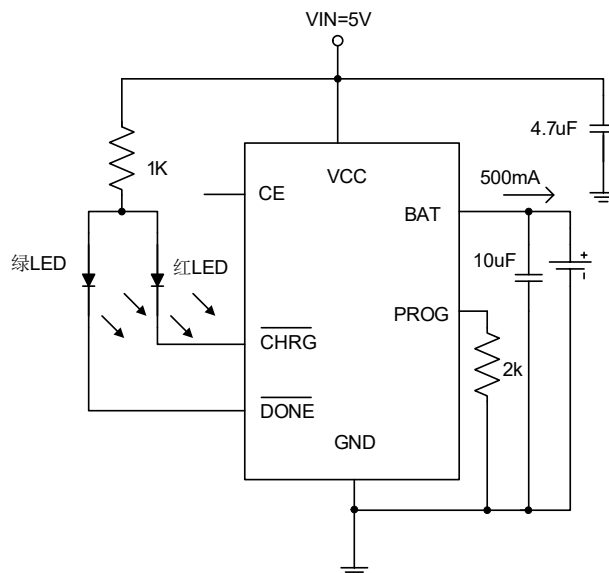 VIN=5V
4.7uF
1K
VCC
CE
500mA
BAT
绿LED
红LED
10uF
+
-
PROG
CHRG
2k
DONE
GND